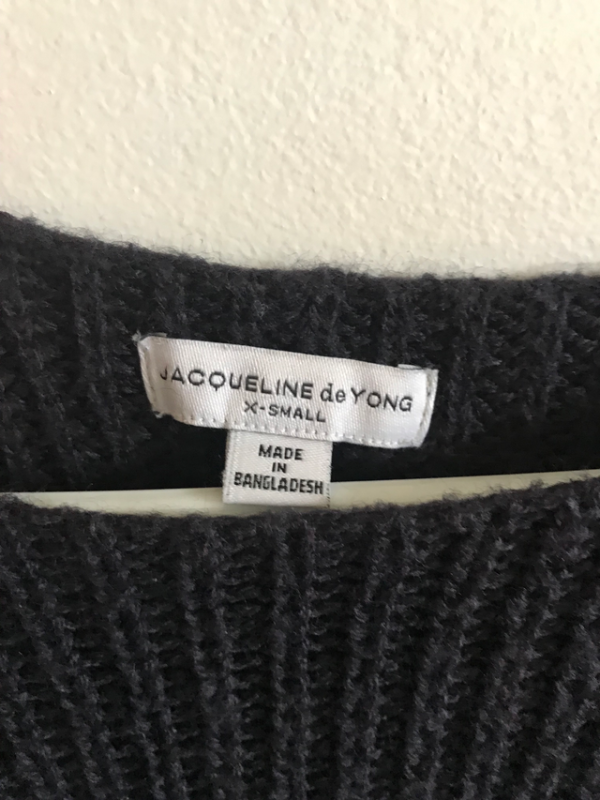 JACQUELINE de YONG
X-SMALL
MADE
IN
BANGLADESH